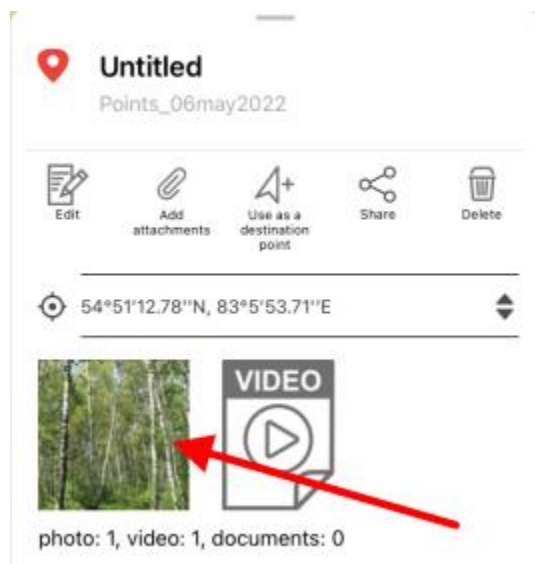 Untitled
Points_06may2022
Edit
Add
attachments
Use as a
destination
point
Share
Delete
54°51'12.78''N, 83°5'53.71''E
VIDEO
photo: 1, video: 1, documents: 0